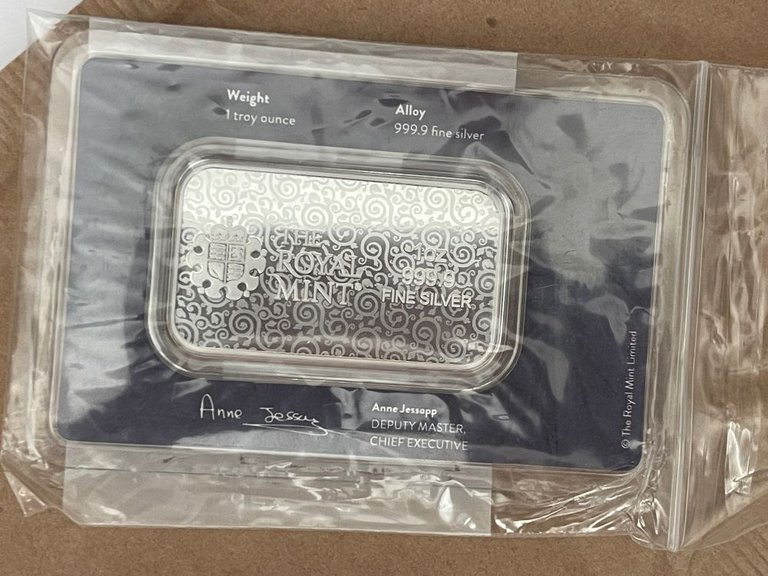 Weight
1 troy ounce
Alloy
999.9 fine silver
THE
ROYAL
MINT®
1oz
999.9
FINE SILVER
Anne Jessopp
Anne Jessopp
DEPUTY MASTER,
CHIEF EXECUTIVE
© The Royal Mint Limited